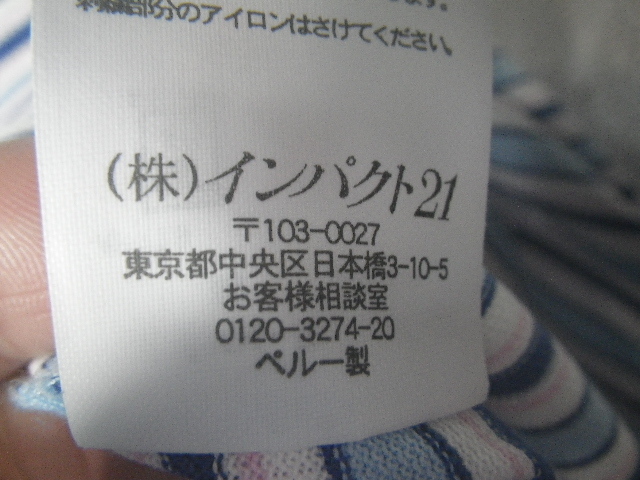 刺繍部分のアイロンはさけてください。
(株)インパクト21
〒103-0027
東京都中央区日本橋3-10-5
お客様相談室
0120-3274-20
ペルー製